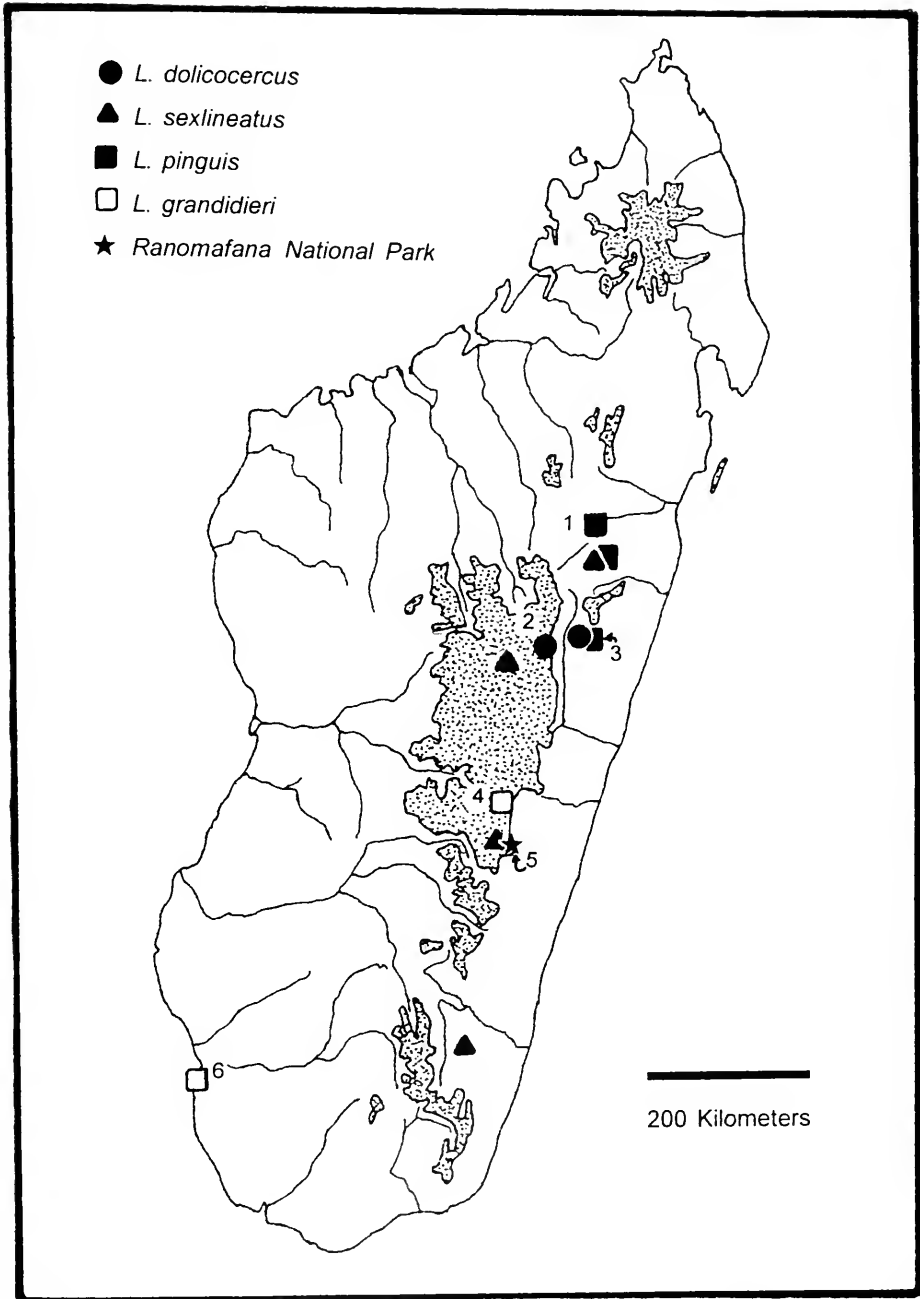 L. dolicocercus
L. sexlineatus
L. pinguis
L. grandidieri
Ranomafana National Park
1
2
3
4
5
6
200 Kilometers